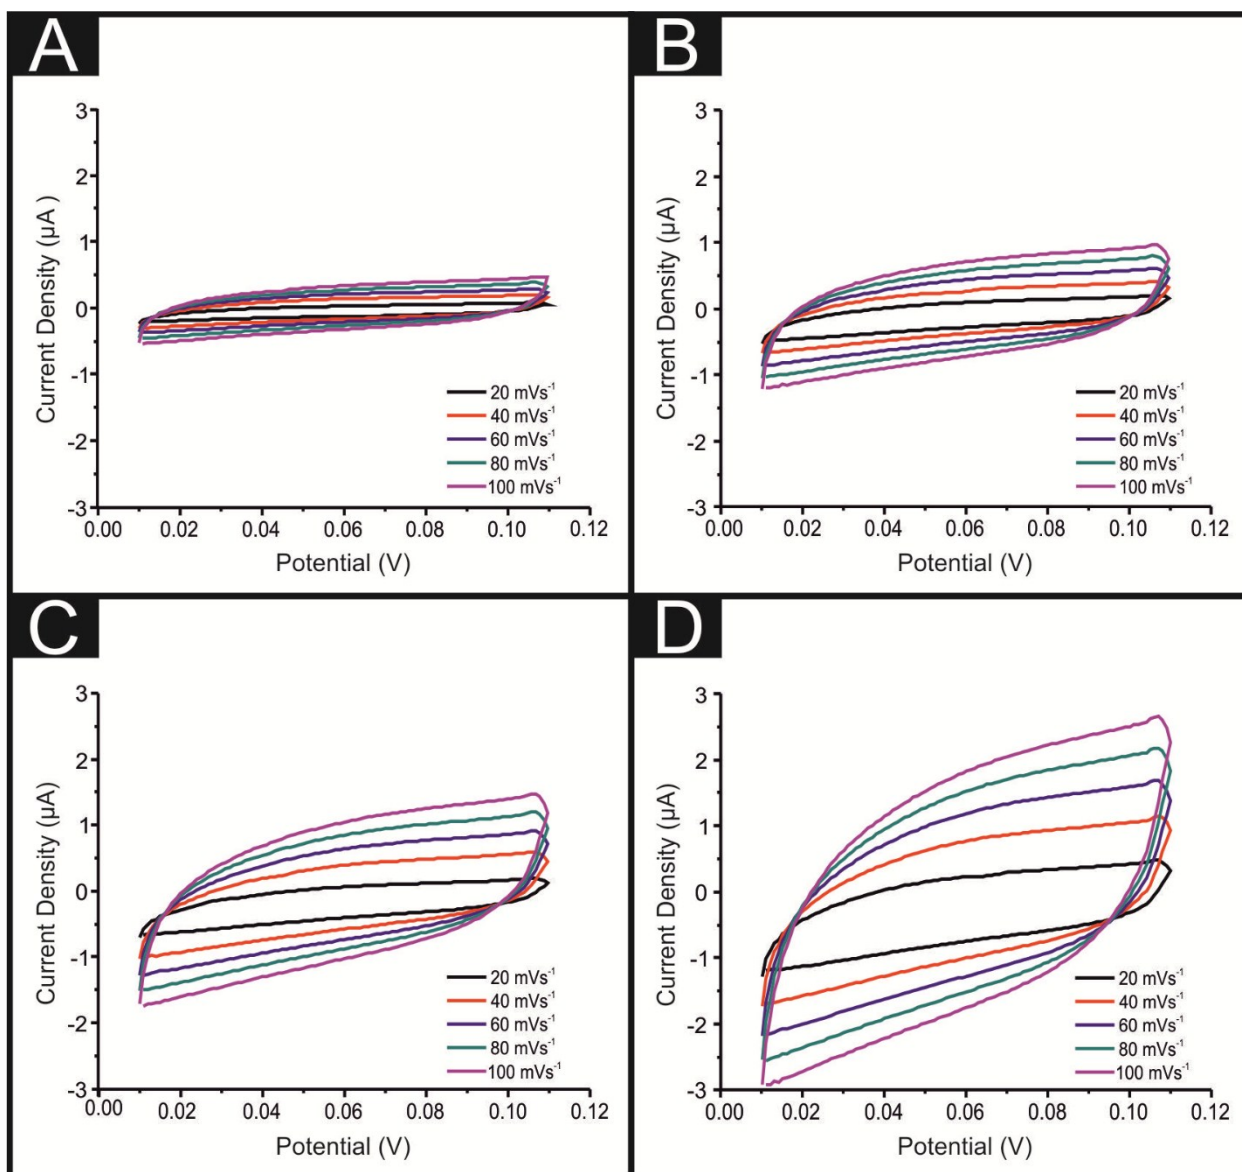 A
3
2
1
0
-1
-2
-3
Current Density (μA )
0.00 0.02 0.04 0.06 0.08 0.10 0.12
Potential (V)
20 mVs⁻¹
40 mVs⁻¹
60 mVs⁻¹
80 mVs⁻¹
100 mVs⁻¹
B
3
2
1
0
-1
-2
-3
Current Density (μA)
0.00 0.02 0.04 0.06 0.08 0.10 0.12
Potential (V)
20 mVs⁻¹
40 mVs⁻¹
60 mVs⁻¹
80 mVs⁻¹
100 mVs⁻¹
C
3
2
1
0
-1
-2
-3
Current Density (μA)
0.00 0.02 0.04 0.06 0.08 0.10 0.12
Potential (V)
20 mVs⁻¹
40 mVs⁻¹
60 mVs⁻¹
80 mVs⁻¹
100 mVs⁻¹
D
3
2
1
0
-1
-2
-3
Current Density (μA)
0.00 0.02 0.04 0.06 0.08 0.10 0.12
Potential (V)
20 mVs⁻¹
40 mVs⁻¹
60 mVs⁻¹
80 mVs⁻¹
100 mVs⁻¹